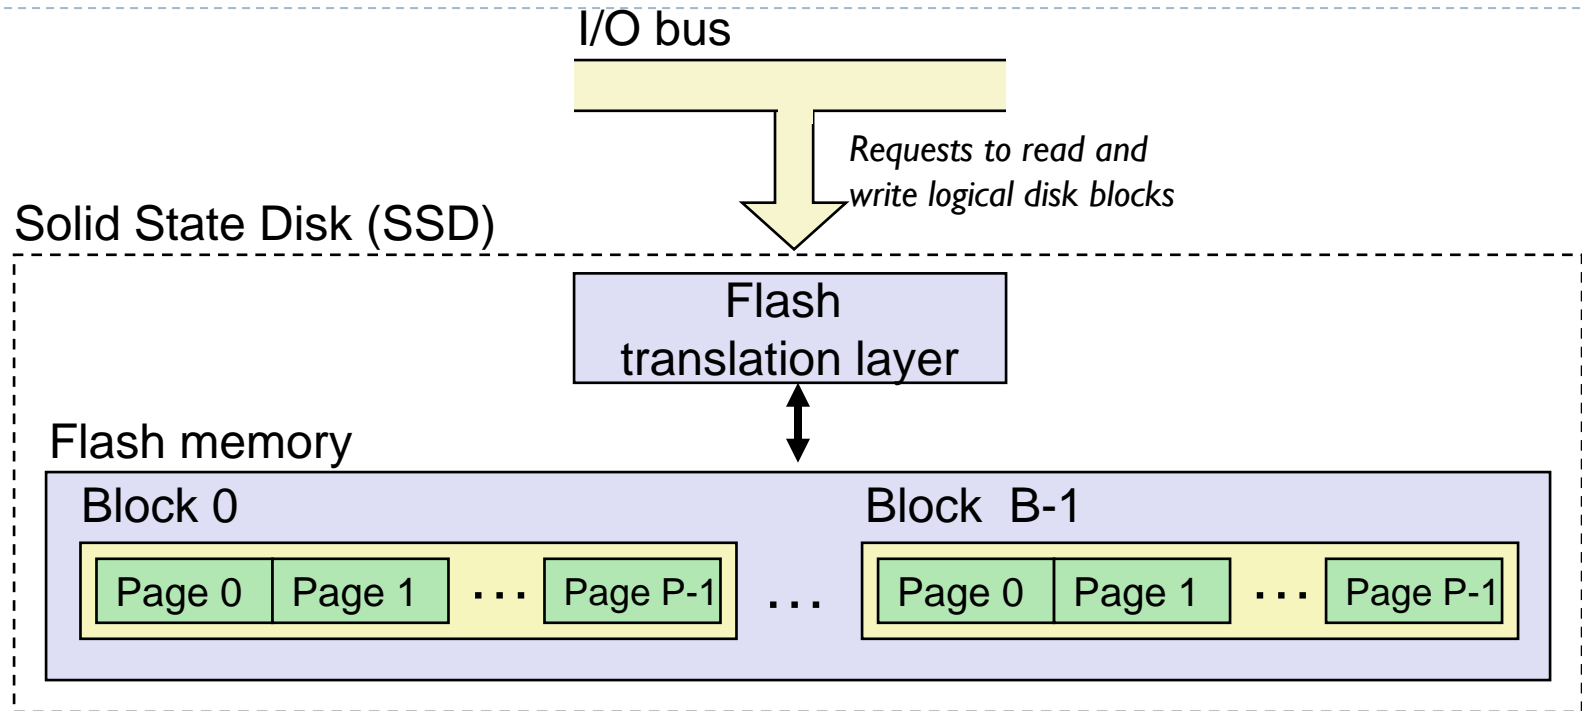 I/O bus
Requests to read and
write logical disk blocks
Solid State Disk (SSD)
Flash
translation layer
Flash memory
Block 0
Block B-1
Page 0 Page 1 ... Page P-1 ... Page 0 Page 1 ... Page P-1